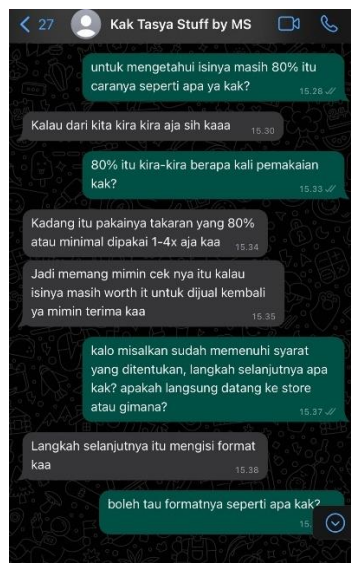 27
Kak Tasya Stuff by MS
untuk mengetahui isinya masih 80% itu
caranya seperti apa ya kak?
15.28
Kalau dari kita kira kira aja sih kaaa
15.30
80% itu kira-kira berapa kali pemakaian
kak?
15.33
Kadang itu pakainya takaran yang 80%
atau minimal dipakai 1-4x aja kaa
15.34
Jadi memang mimin cek nya itu kalau
isinya masih worth it untuk dijual kembali
ya mimin terima kaa
15.35
kalo misalkan sudah memenuhi syarat
yang ditentukan, langkah selanjutnya apa
kak? apakah langsung datang ke store
atau gimana?
15.37
Langkah selanjutnya itu mengisi format
kaa
15.38
boleh tau formatnya seperti apa kak?
15.